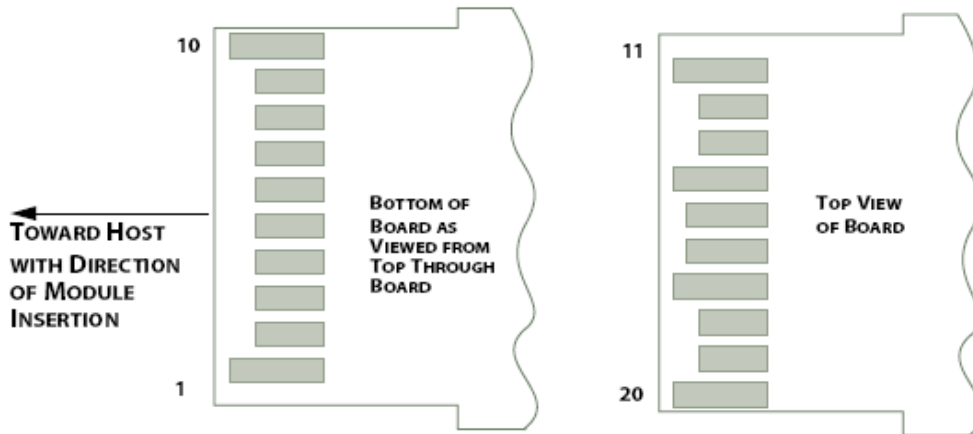 10
11
Bottom of
Board as
Viewed from
Top Through
Board
Top View
of Board
Toward Host
with Direction
of Module
Insertion
1
20